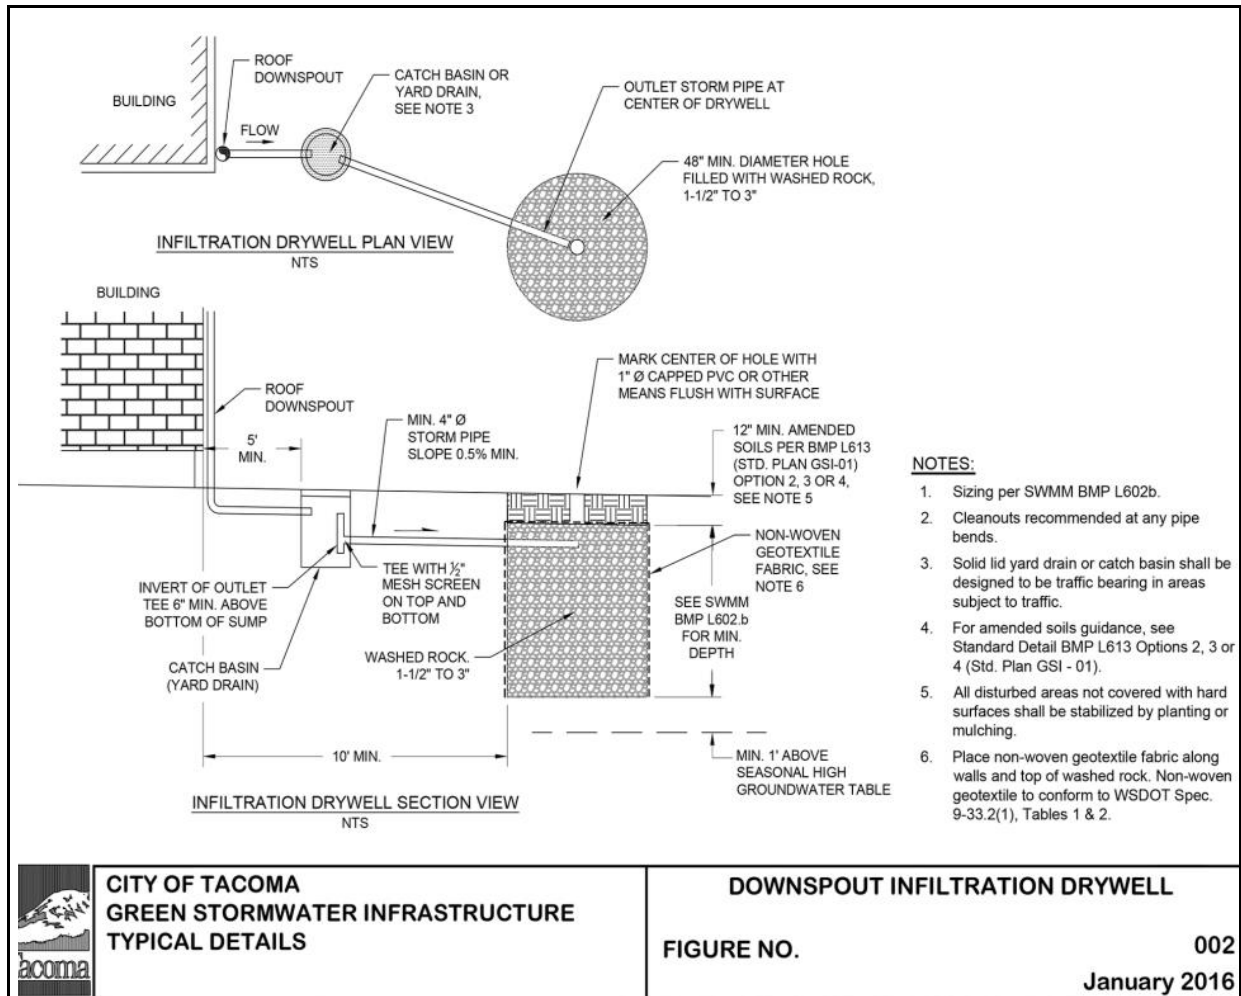 ROOF
DOWNSPOUT
BUILDING
CATCH BASIN OR
YARD DRAIN,
SEE NOTE 3
OUTLET STORM PIPE AT
CENTER OF DRYWELL
FLOW
48" MIN. DIAMETER HOLE
FILLED WITH WASHED ROCK,
1-1/2" TO 3"
INFILTRATION DRYWELL PLAN VIEW
NTS
BUILDING
ROOF
DOWNSPOUT
5'
MIN.
MIN. 4" Ø
STORM PIPE
SLOPE 0.5% MIN.
MARK CENTER OF HOLE WITH
1" Ø CAPPED PVC OR OTHER
MEANS FLUSH WITH SURFACE
12" MIN. AMENDED
SOILS PER BMP L613
(STD. PLAN GSI-01)
OPTION 2, 3 OR 4,
SEE NOTE 5
NON-WOVEN
GEOTEXTILE
FABRIC, SEE
NOTE 6
INVERT OF OUTLET
TEE 6" MIN. ABOVE
BOTTOM OF SUMP
TEE WITH ½"
MESH SCREEN
ON TOP AND
BOTTOM
SEE SWMM
BMP L602.b
FOR MIN.
DEPTH
CATCH BASIN
(YARD DRAIN)
WASHED ROCK.
1-1/2" TO 3"
10' MIN.
MIN. 1' ABOVE
SEASONAL HIGH
GROUNDWATER TABLE
INFILTRATION DRYWELL SECTION VIEW
NTS
NOTES:
1. Sizing per SWMM BMP L602b.
2. Cleanouts recommended at any pipe
bends.
3. Solid lid yard drain or catch basin shall be
designed to be traffic bearing in areas
subject to traffic.
4. For amended soils guidance, see
Standard Detail BMP L613 Options 2, 3 or
4 (Std. Plan GSI - 01).
5. All disturbed areas not covered with hard
surfaces shall be stabilized by planting or
mulching.
6. Place non-woven geotextile fabric along
walls and top of washed rock. Non-woven
geotextile to conform to WSDOT Spec.
9-33.2(1), Tables 1 & 2.
Tacoma
CITY OF TACOMA
GREEN STORMWATER INFRASTRUCTURE
TYPICAL DETAILS
DOWNSPOUT INFILTRATION DRYWELL
FIGURE NO. 002
January 2016